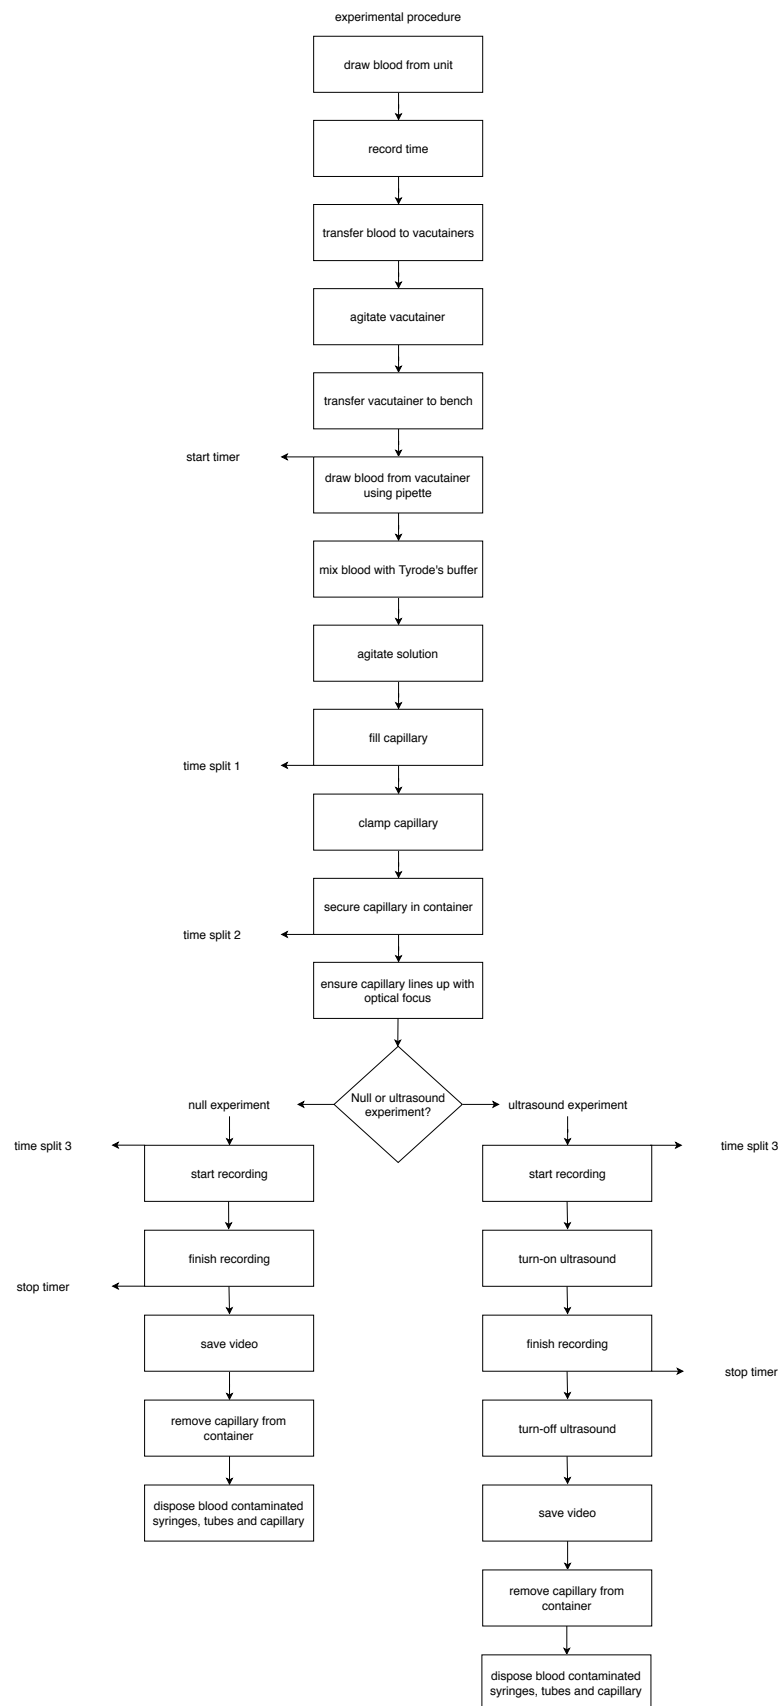 experimental procedure
draw blood from unit
record time
transfer blood to vacutainers
agitate vacutainer
transfer vacutainer to bench
start timer
draw blood from vacutainer
using pipette
mix blood with Tyrode's buffer
agitate solution
fill capillary
time split 1
clamp capillary
secure capillary in container
time split 2
ensure capillary lines up with
optical focus
Null or ultrasound
experiment?
null experiment
time split 3
start recording
finish recording
stop timer
save video
remove capillary from
container
dispose blood contaminated
syringes, tubes and capillary
ultrasound experiment
time split 3
start recording
turn-on ultrasound
finish recording
stop timer
turn-off ultrasound
save video
remove capillary from
container
dispose blood contaminated
syringes, tubes and capillary